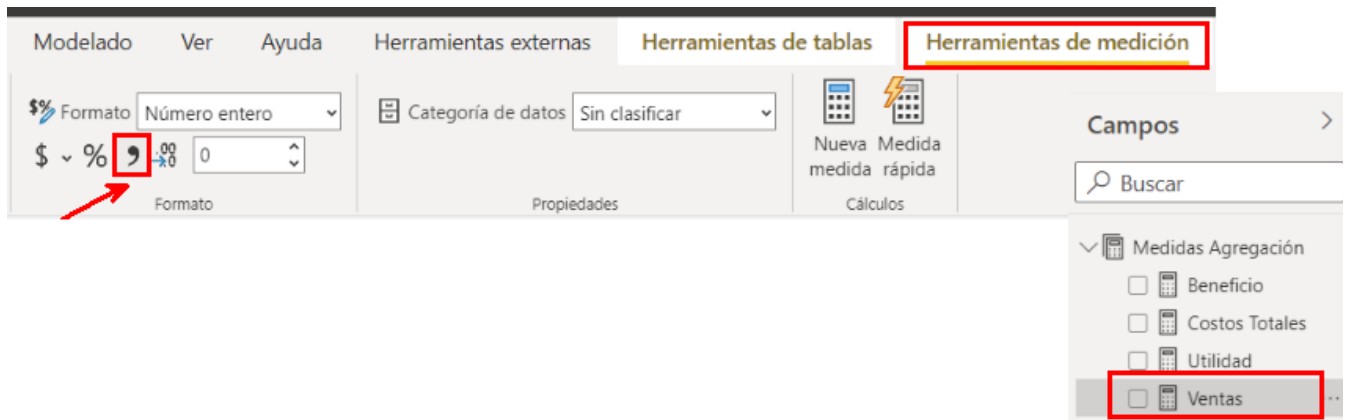 Modelado Ver Ayuda Herramientas externas Herramientas de tablas Herramientas de medición
$% Formato Número entero
Categoría de datos Sin clasificar
$ % , .00 0
Nueva medida
Medida rápida
Formato Propiedades Cálculos
Campos
Buscar
Medidas Agregación
Beneficio
Costos Totales
Utilidad
Ventas